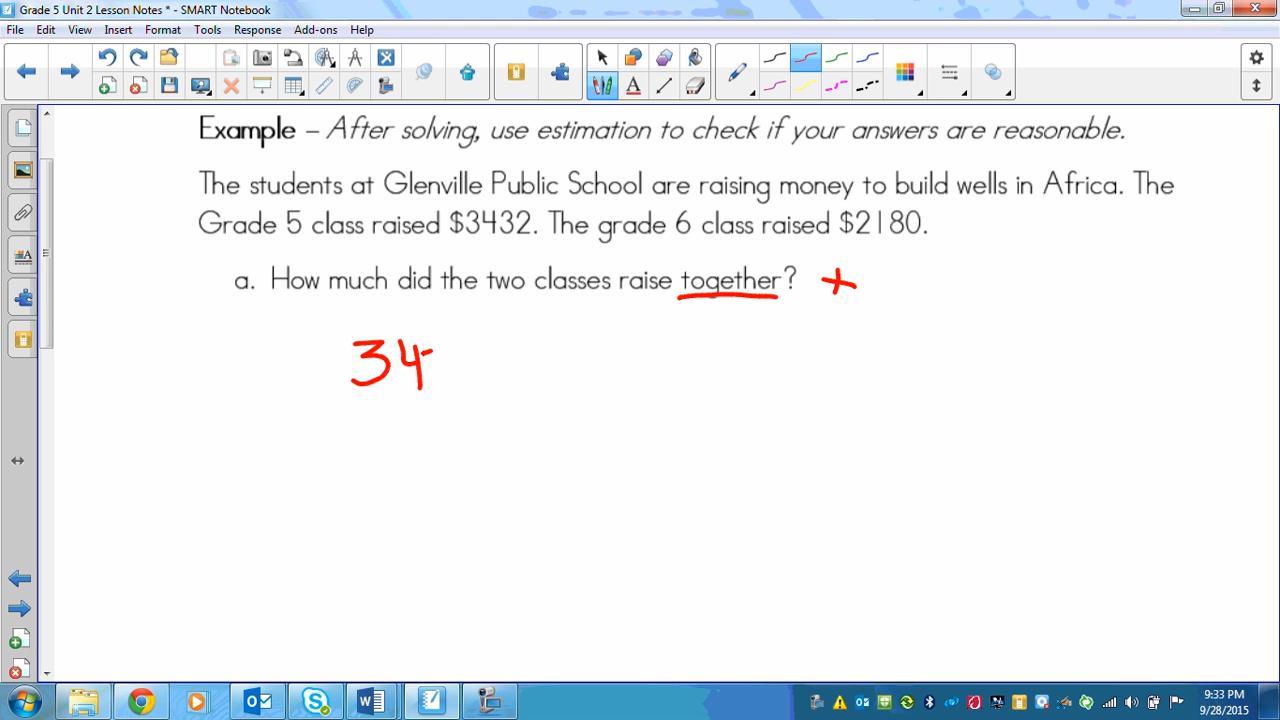 Grade 5 Unit 2 Lesson Notes * - SMART Notebook
File Edit View Insert Format Tools Response Add-ons Help
Example – After solving, use estimation to check if your answers are reasonable.
The students at Glenville Public School are raising money to build wells in Africa. The
Grade 5 class raised $3432. The grade 6 class raised $2180.
a. How much did the two classes raise together? +
34
9:33 PM
9/28/2015